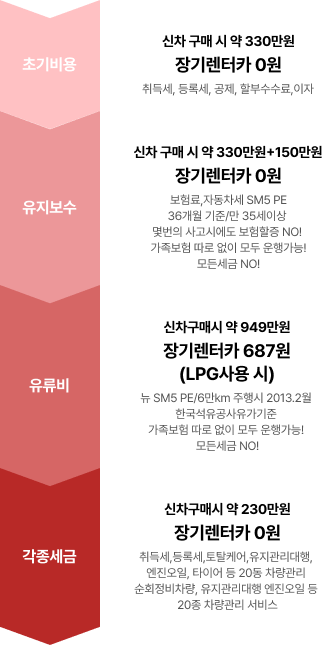 초기비용
신차 구매 시 약 330만원
장기렌터카 0원
취득세, 등록세, 공제, 할부수수료,이자
유지보수
신차 구매 시 약 330만원+150만원
장기렌터카 0원
보험료,자동차세 SM5 PE
36개월 기준/만 35세이상
몇번의 사고시에도 보험할증 NO!
가족보험 따로 없이 모두 운행가능!
모든세금 NO!
유류비
신차구매시 약 949만원
장기렌터카 687원
(LPG사용 시)
뉴 SM5 PE/6만km 주행시 2013.2월
한국석유공사유가기준
가족보험 따로 없이 모두 운행가능!
모든세금 NO!
각종세금
신차구매시 약 230만원
장기렌터카 0원
취득세,등록세,토탈케어,유지관리대행,
엔진오일, 타이어 등 20동 차량관리
순회정비차량, 유지관리대행 엔진오일 등
20종 차량관리 서비스